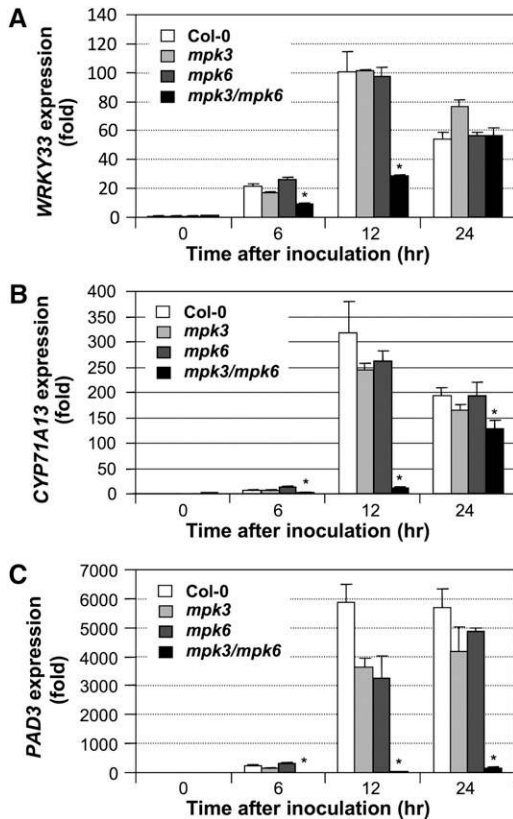 A
WRKY33 expression
(fold)
140
120
100
80
60
40
20
0
Col-0
mpk3
mpk6
mpk3/mpk6
*
*
0 6 12 24
Time after inoculation (hr)
B
CYP71A13 expression
(fold)
400
350
300
250
200
150
100
50
0
Col-0
mpk3
mpk6
mpk3/mpk6
*
*
*
0 6 12 24
Time after inoculation (hr)
C
PAD3 expression
(fold)
7000
6000
5000
4000
3000
2000
1000
0
Col-0
mpk3
mpk6
mpk3/mpk6
*
*
*
0 6 12 24
Time after inoculation (hr)